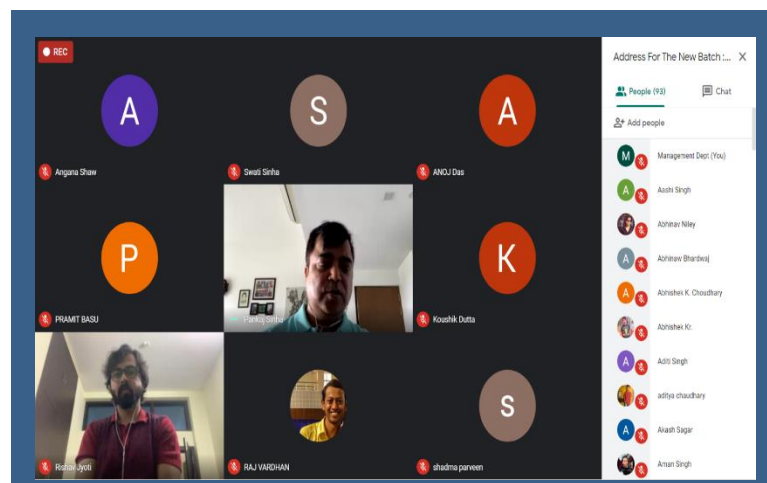 REC
A
Angana Shaw
S
Swati Sinha
A
ANOJ Das
P
PRAMIT BASU
Pankaj Sinha
K
Koushik Dutta
Rishav Jyoti
RAJ VARDHAN
S
shadma parveen
Address For The New Batch :...
People (93) Chat
Add people
M Management Dept (You)
A Aashi Singh
Abhinav Niley
A Abhinaw Bhardwaj
A Abhishek K. Choudhary
Abhishek Kr.
A Aditi Singh
aditya chaudhary
A Akash Sagar
Aman Singh